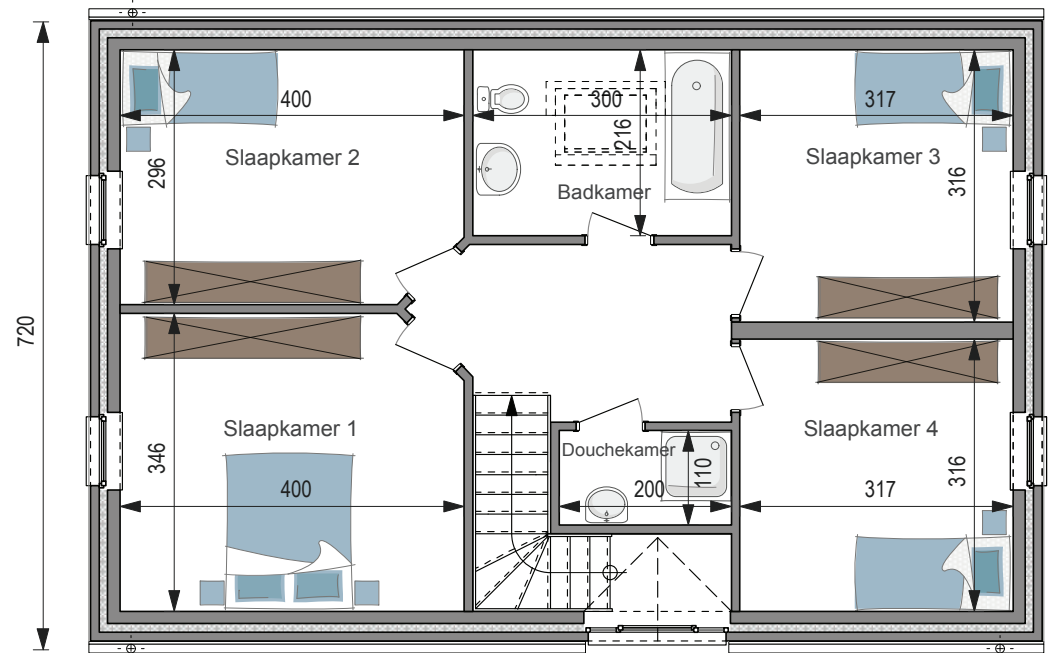 400
300
317
216
Slaapkamer 2
Slaapkamer 3
296
Badkamer
316
720
Slaapkamer 1
Slaapkamer 4
Douchekamer
346
110
316
400
200
317